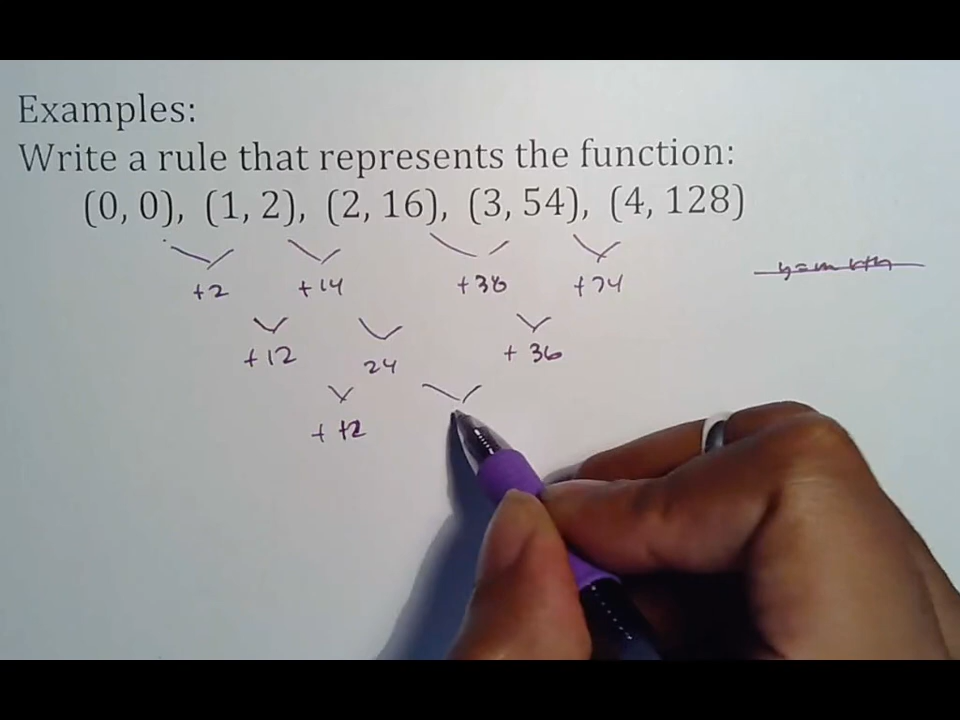 Examples:
Write a rule that represents the function:
(0, 0), (1, 2), (2, 16), (3, 54), (4, 128)
y=mx+b
+2 +14 +38 +74
+12 24 + 36
+ 12